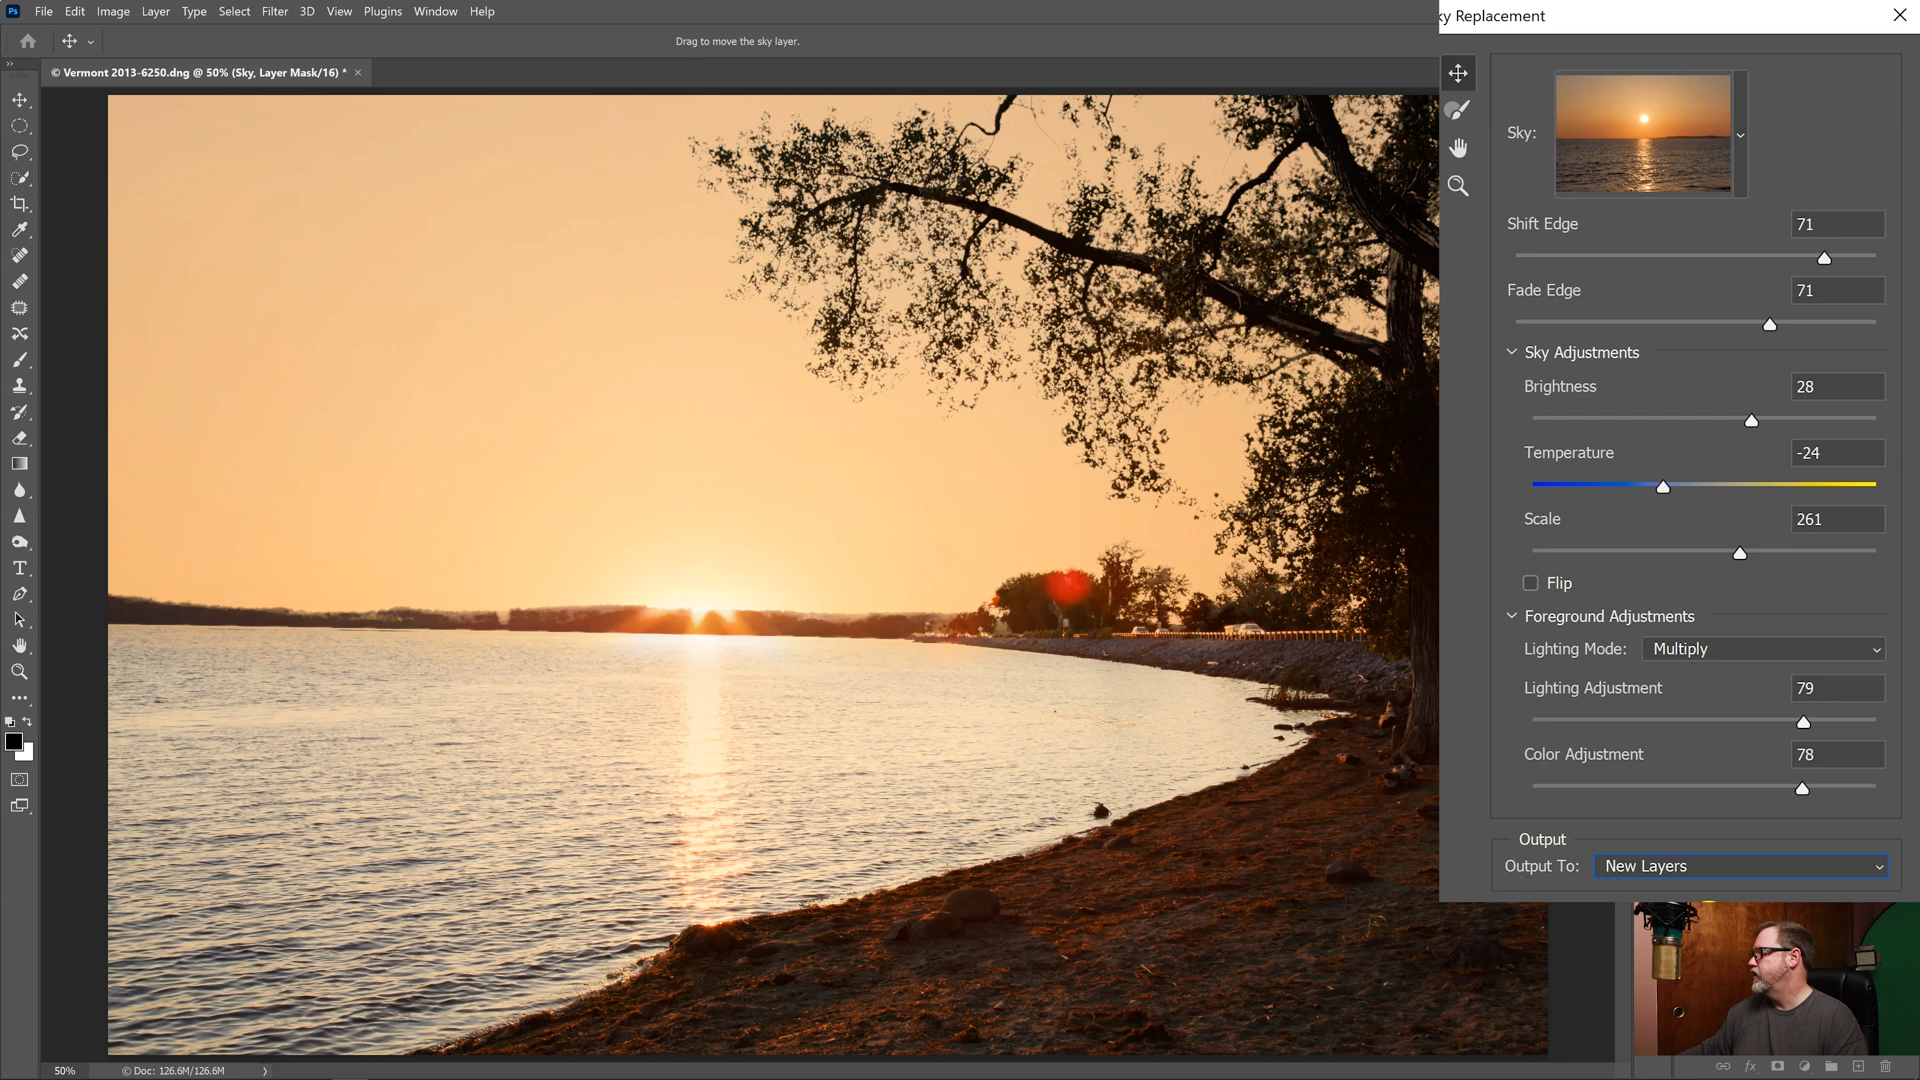 Ps File Edit Image Layer Type Select Filter 3D View Plugins Window Help
ky Replacement
Drag to move the sky layer.
© Vermont 2013-6250.dng @ 50% (Sky, Layer Mask/16) * ×
Sky:
Shift Edge 71
Fade Edge 71
Sky Adjustments
Brightness 28
Temperature -24
Scale 261
Flip
Foreground Adjustments
Lighting Mode: Multiply
Lighting Adjustment 79
Color Adjustment 78
Output
Output To: New Layers
50% © Doc: 126.6M/126.6M
fx